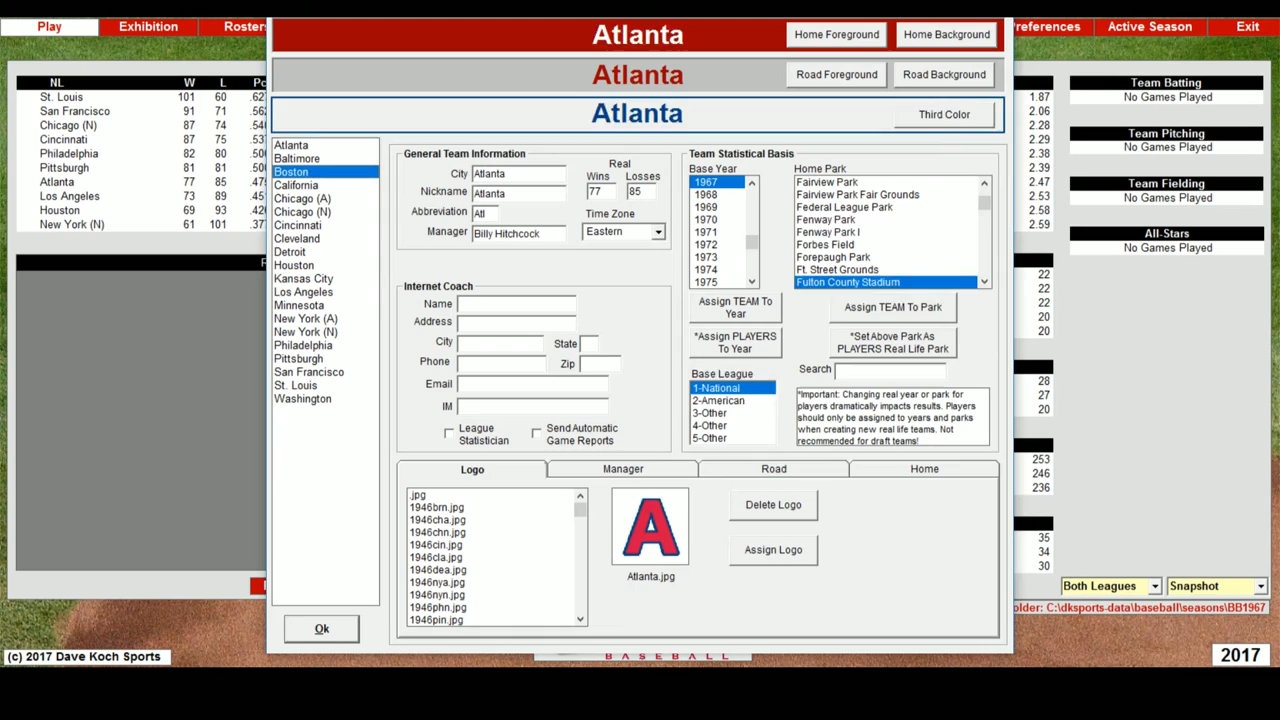 Play
Exhibition
Rosters
references
Active Season
Exit
Atlanta
Home Foreground
Home Background
Atlanta
Road Foreground
Road Background
Atlanta
Third Color
NL W L
St. Louis 101 60 .62
San Francisco 91 71 .56
Chicago (N) 87 74 .54
Cincinnati 87 75 .53
Philadelphia 82 80 .50
Pittsburgh 81 81 .50
Atlanta 77 85 .47
Los Angeles 73 89 .45
Houston 69 93 .42
New York (N) 61 101 .37
Atlanta
Baltimore
Boston
California
Chicago (A)
Chicago (N)
Cincinnati
Cleveland
Detroit
Houston
Kansas City
Los Angeles
Minnesota
New York (A)
New York (N)
Philadelphia
Pittsburgh
San Francisco
St. Louis
Washington
Ok
General Team Information
Real
Wins Losses
City Atlanta
Nickname Atlanta 77 85
Abbreviation Atl
Time Zone
Manager Billy Hitchcock
Eastern
Internet Coach
Name
Address
City State
Phone Zip
Email
IM
League Statistician
Send Automatic Game Reports
Team Statistical Basis
Base Year
1967
1968
1969
1970
1971
1972
1973
1974
1975
Home Park
Fairview Park
Fairview Park Fair Grounds
Federal League Park
Fenway Park
Fenway Park I
Forbes Field
Forepaugh Park
Ft. Street Grounds
Fulton County Stadium
Assign TEAM To
Year
Assign TEAM To Park
*Assign PLAYERS
To Year
*Set Above Park As
PLAYERS Real Life Park
Base League
1-National
2-American
3-Other
4-Other
5-Other
Search
*Important: Changing real year or park for
players dramatically impacts results. Players
should only be assigned to years and parks
when creating new real life teams. Not
recommended for draft teams!
Logo
Manager
Road
Home
.jpg
1946brn.jpg
1946cha.jpg
1946chn.jpg
1946cin.jpg
1946cla.jpg
1946dea.jpg
1946nya.jpg
1946nyn.jpg
1946phn.jpg
1946pin.jpg
A
Atlanta.jpg
Delete Logo
Assign Logo
1.87
2.06
2.28
2.29
2.39
2.47
2.53
2.58
2.59
22
22
22
20
20
28
27
20
253
246
236
35
34
30
Team Batting
No Games Played
Team Pitching
No Games Played
Team Fielding
No Games Played
All-Stars
No Games Played
Both Leagues
Snapshot
older: C:\dksports-data\baseball\seasons\BB1967
(c) 2017 Dave Koch Sports
BASEBALL
2017